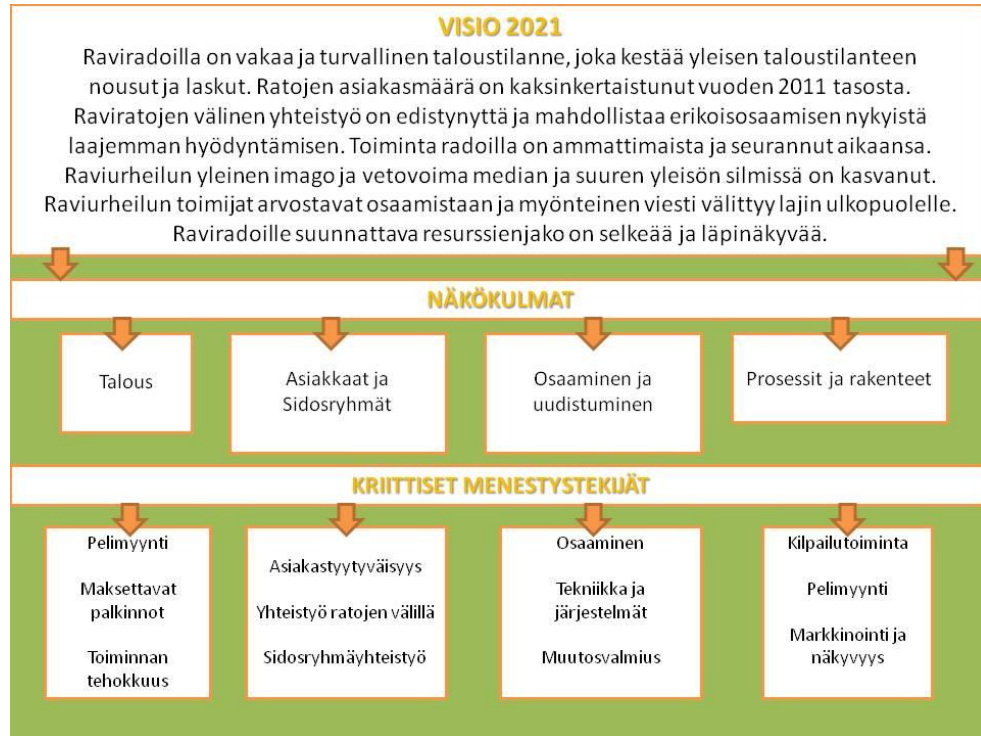 VISIO 2021
Raviradoilla on vakaa ja turvallinen taloustilanne, joka kestää yleisen taloustilanteen
nousut ja laskut. Ratojen asiakasmäärä on kaksinkertaistunut vuoden 2011 tasosta.
Raviratojen välinen yhteistyö on edistynyttä ja mahdollistaa erikoisosaamisen nykyistä
laajemman hyödyntämisen. Toiminta radoilla on ammattimaista ja seurannut aikaansa.
Raviurheilun yleinen imago ja vetovoima median ja suuren yleisön silmissä on kasvanut.
Raviurheilun toimijat arvostavat osaamistaan ja myönteinen viesti välittyy lajin ulkopuolelle.
Raviradoille suunnattava resurssienjako on selkeää ja läpinäkyvää.
NÄKÖKULMAT
Talous
Asiakkaat ja
Sidosryhmät
Osaaminen ja
uudistuminen
Prosessit ja rakenteet
KRIITTISET MENESTYSTEKIJÄT
Pelimyynti
Maksettavat
palkinnot
Toiminnan
tehokkuus
Asiakastyytyväisyys
Yhteistyö ratojen välillä
Sidosryhmäyhteistyö
Osaaminen
Tekniikka ja
järjestelmät
Muutosvalmius
Kilpailutoiminta
Pelimyynti
Markkinointi ja
näkyvyys